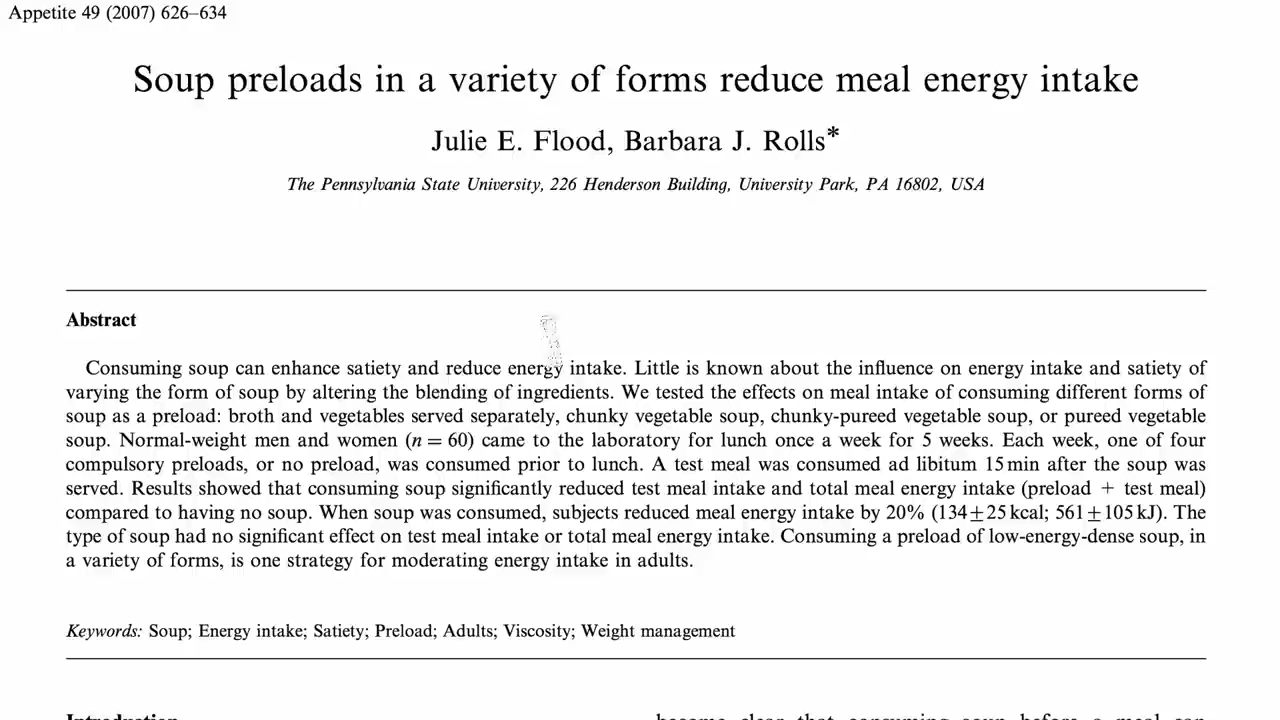 Appetite 49 (2007) 626–634
Soup preloads in a variety of forms reduce meal energy intake
Julie E. Flood, Barbara J. Rolls*
The Pennsylvania State University, 226 Henderson Building, University Park, PA 16802, USA
Abstract
Consuming soup can enhance satiety and reduce energy intake. Little is known about the influence on energy intake and satiety of
varying the form of soup by altering the blending of ingredients. We tested the effects on meal intake of consuming different forms of
soup as a preload: broth and vegetables served separately, chunky vegetable soup, chunky-pureed vegetable soup, or pureed vegetable
soup. Normal-weight men and women (n = 60) came to the laboratory for lunch once a week for 5 weeks. Each week, one of four
compulsory preloads, or no preload, was consumed prior to lunch. A test meal was consumed ad libitum 15 min after the soup was
served. Results showed that consuming soup significantly reduced test meal intake and total meal energy intake (preload + test meal)
compared to having no soup. When soup was consumed, subjects reduced meal energy intake by 20% (134±25 kcal; 561±105 kJ). The
type of soup had no significant effect on test meal intake or total meal energy intake. Consuming a preload of low-energy-dense soup, in
a variety of forms, is one strategy for moderating energy intake in adults.
Keywords: Soup; Energy intake; Satiety; Preload; Adults; Viscosity; Weight management
Introduction
become clear that consuming soup before a meal can